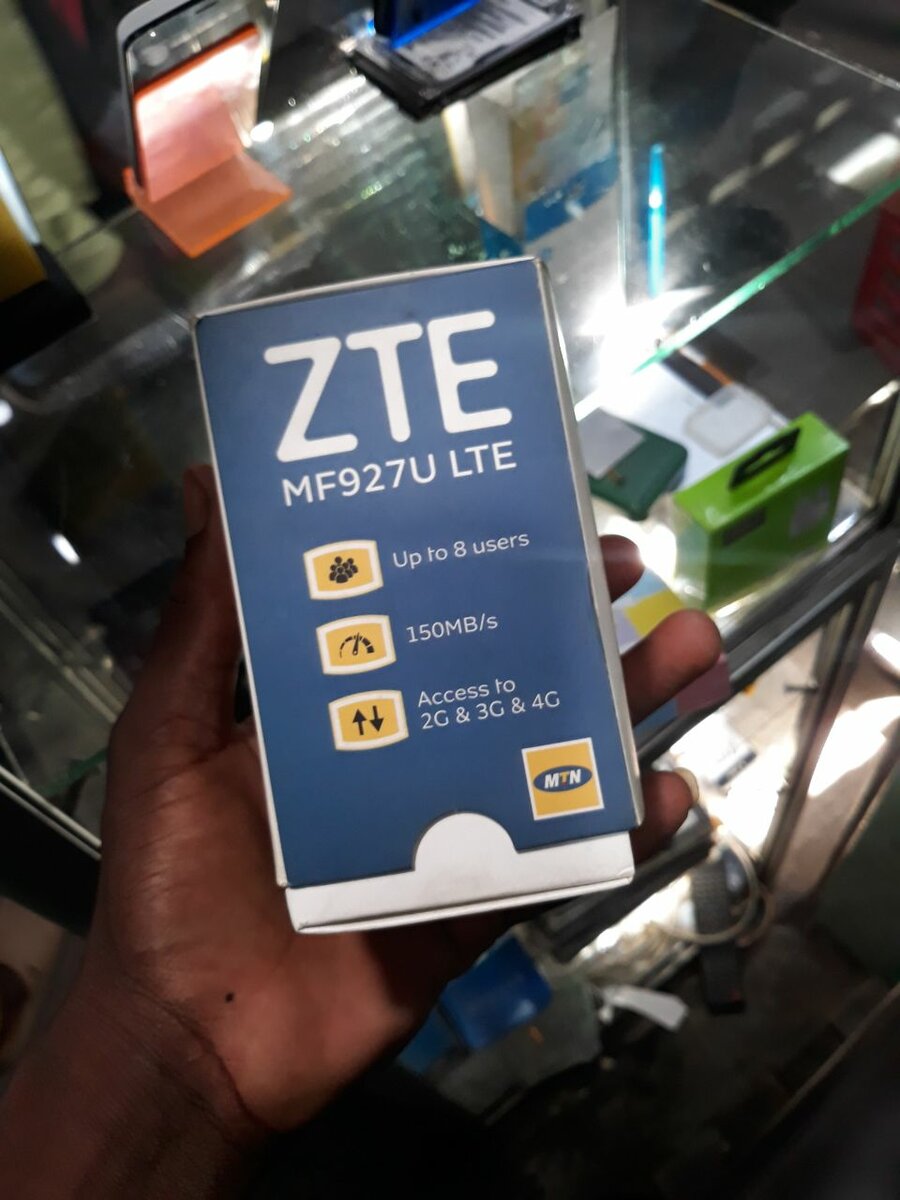 ZTE
MF927U LTE
Up to 8 users
150MB/s
Access to
2G & 3G & 4G
MTN